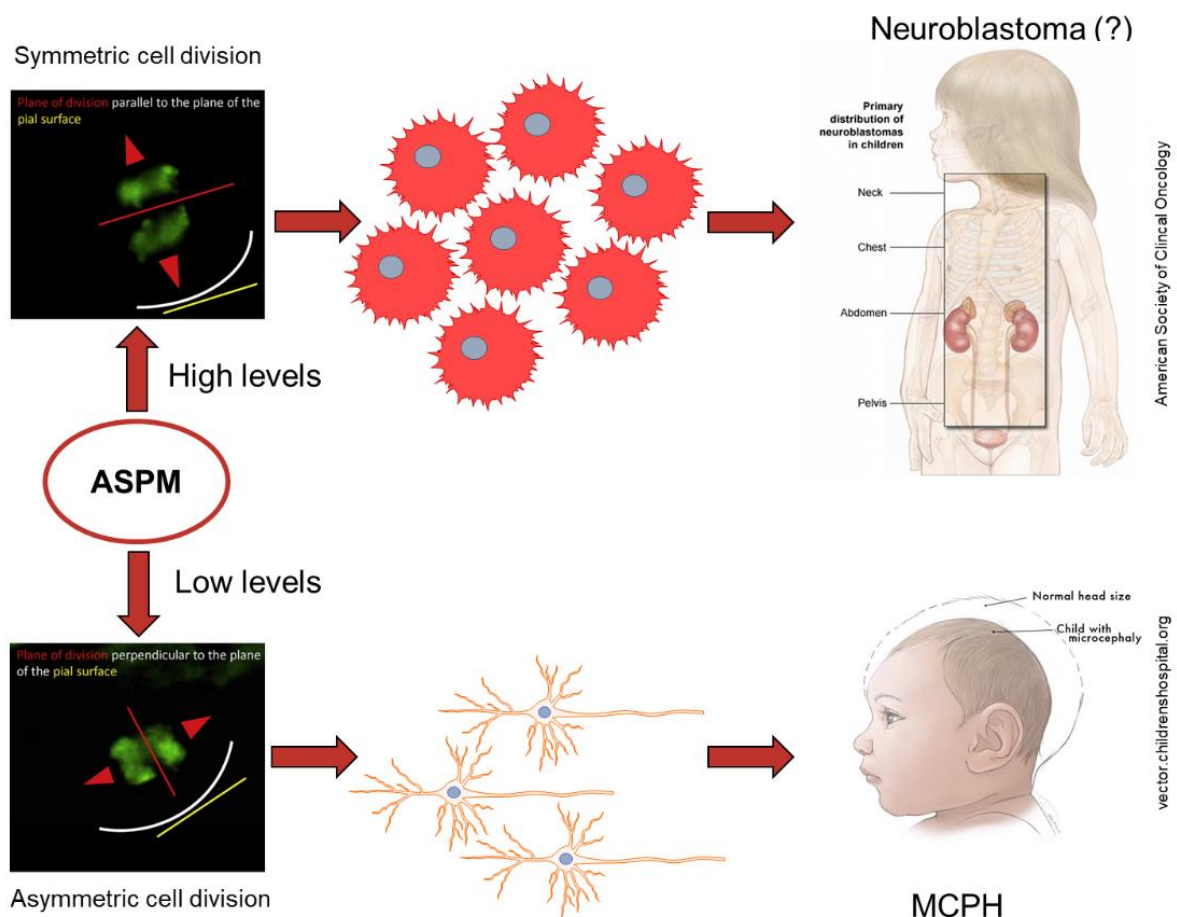 Symmetric cell division
Plane of division parallel to the plane of the
pial surface
Neuroblastoma (?)
Primary
distribution of
neuroblastomas
in children
Neck
Chest
Abdomen
Pelvis
American Society of Clincal Oncology
High levels
ASPM
Low levels
Plane of division perpendicular to the plane
of the pial surface
Asymmetric cell division
Normal head size
Child with
microcephaly
vector.childrenshospital.org
MCPH